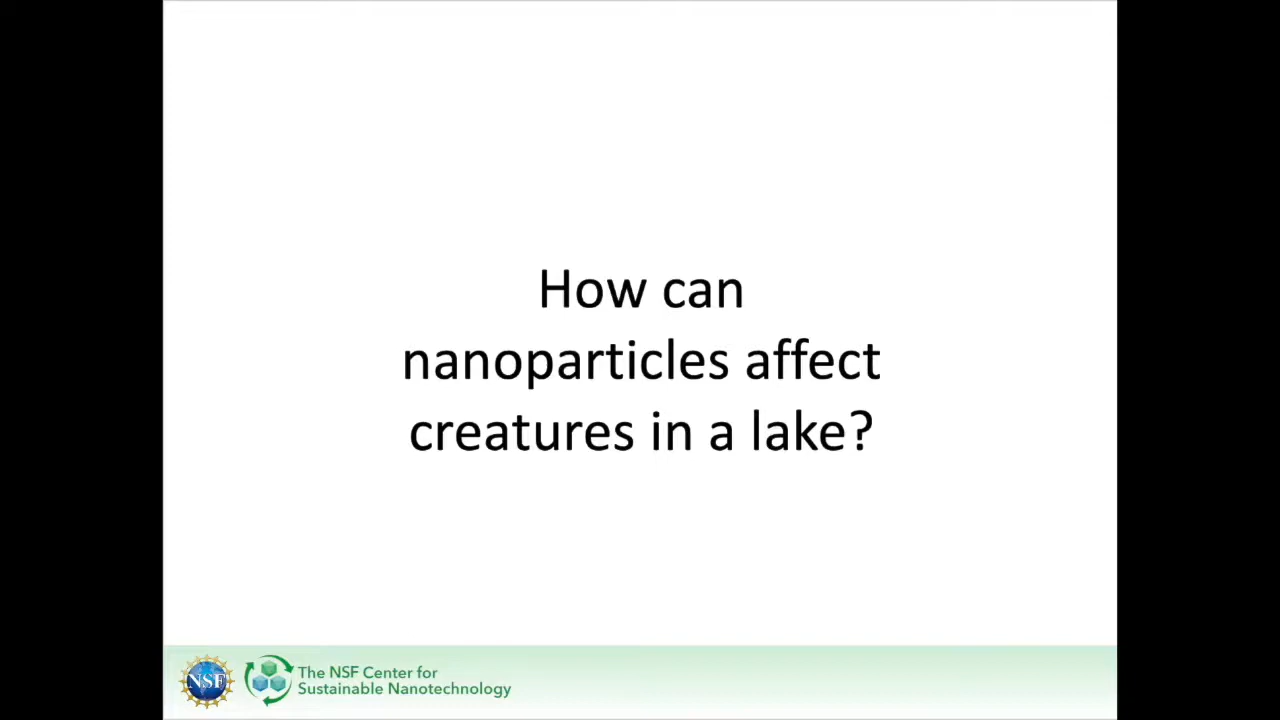 How can
nanoparticles affect
creatures in a lake?
NSF
The NSF Center for
Sustainable Nanotechnology